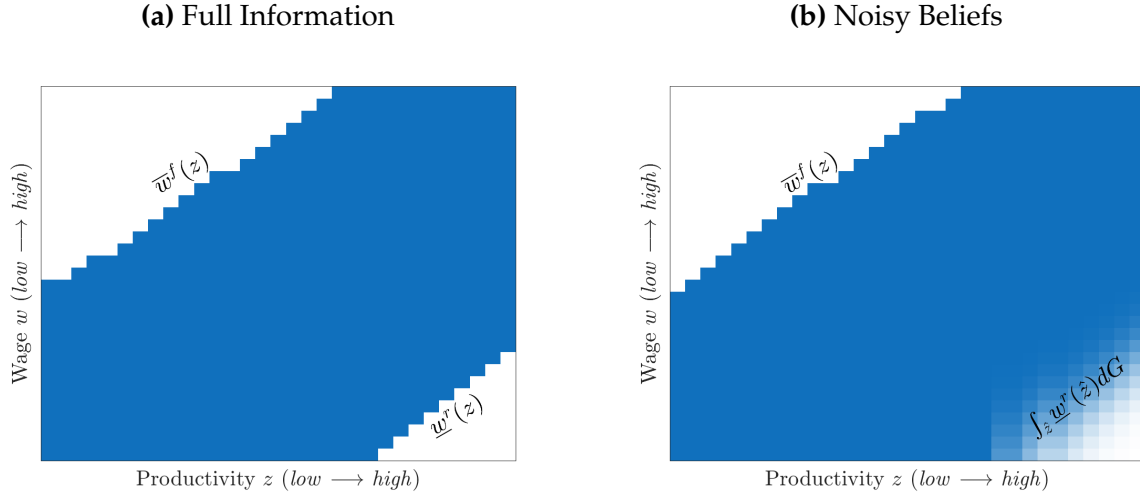 (a) Full Information
w̅ᶠ(z)
w̲ʳ(z)
Wage w (low ⟶ high)
Productivity z (low ⟶ high)
(b) Noisy Beliefs
w̅ᶠ(z)
∫_ẑ w̲ʳ(ẑ)dG
Wage w (low ⟶ high)
Productivity z (low ⟶ high)